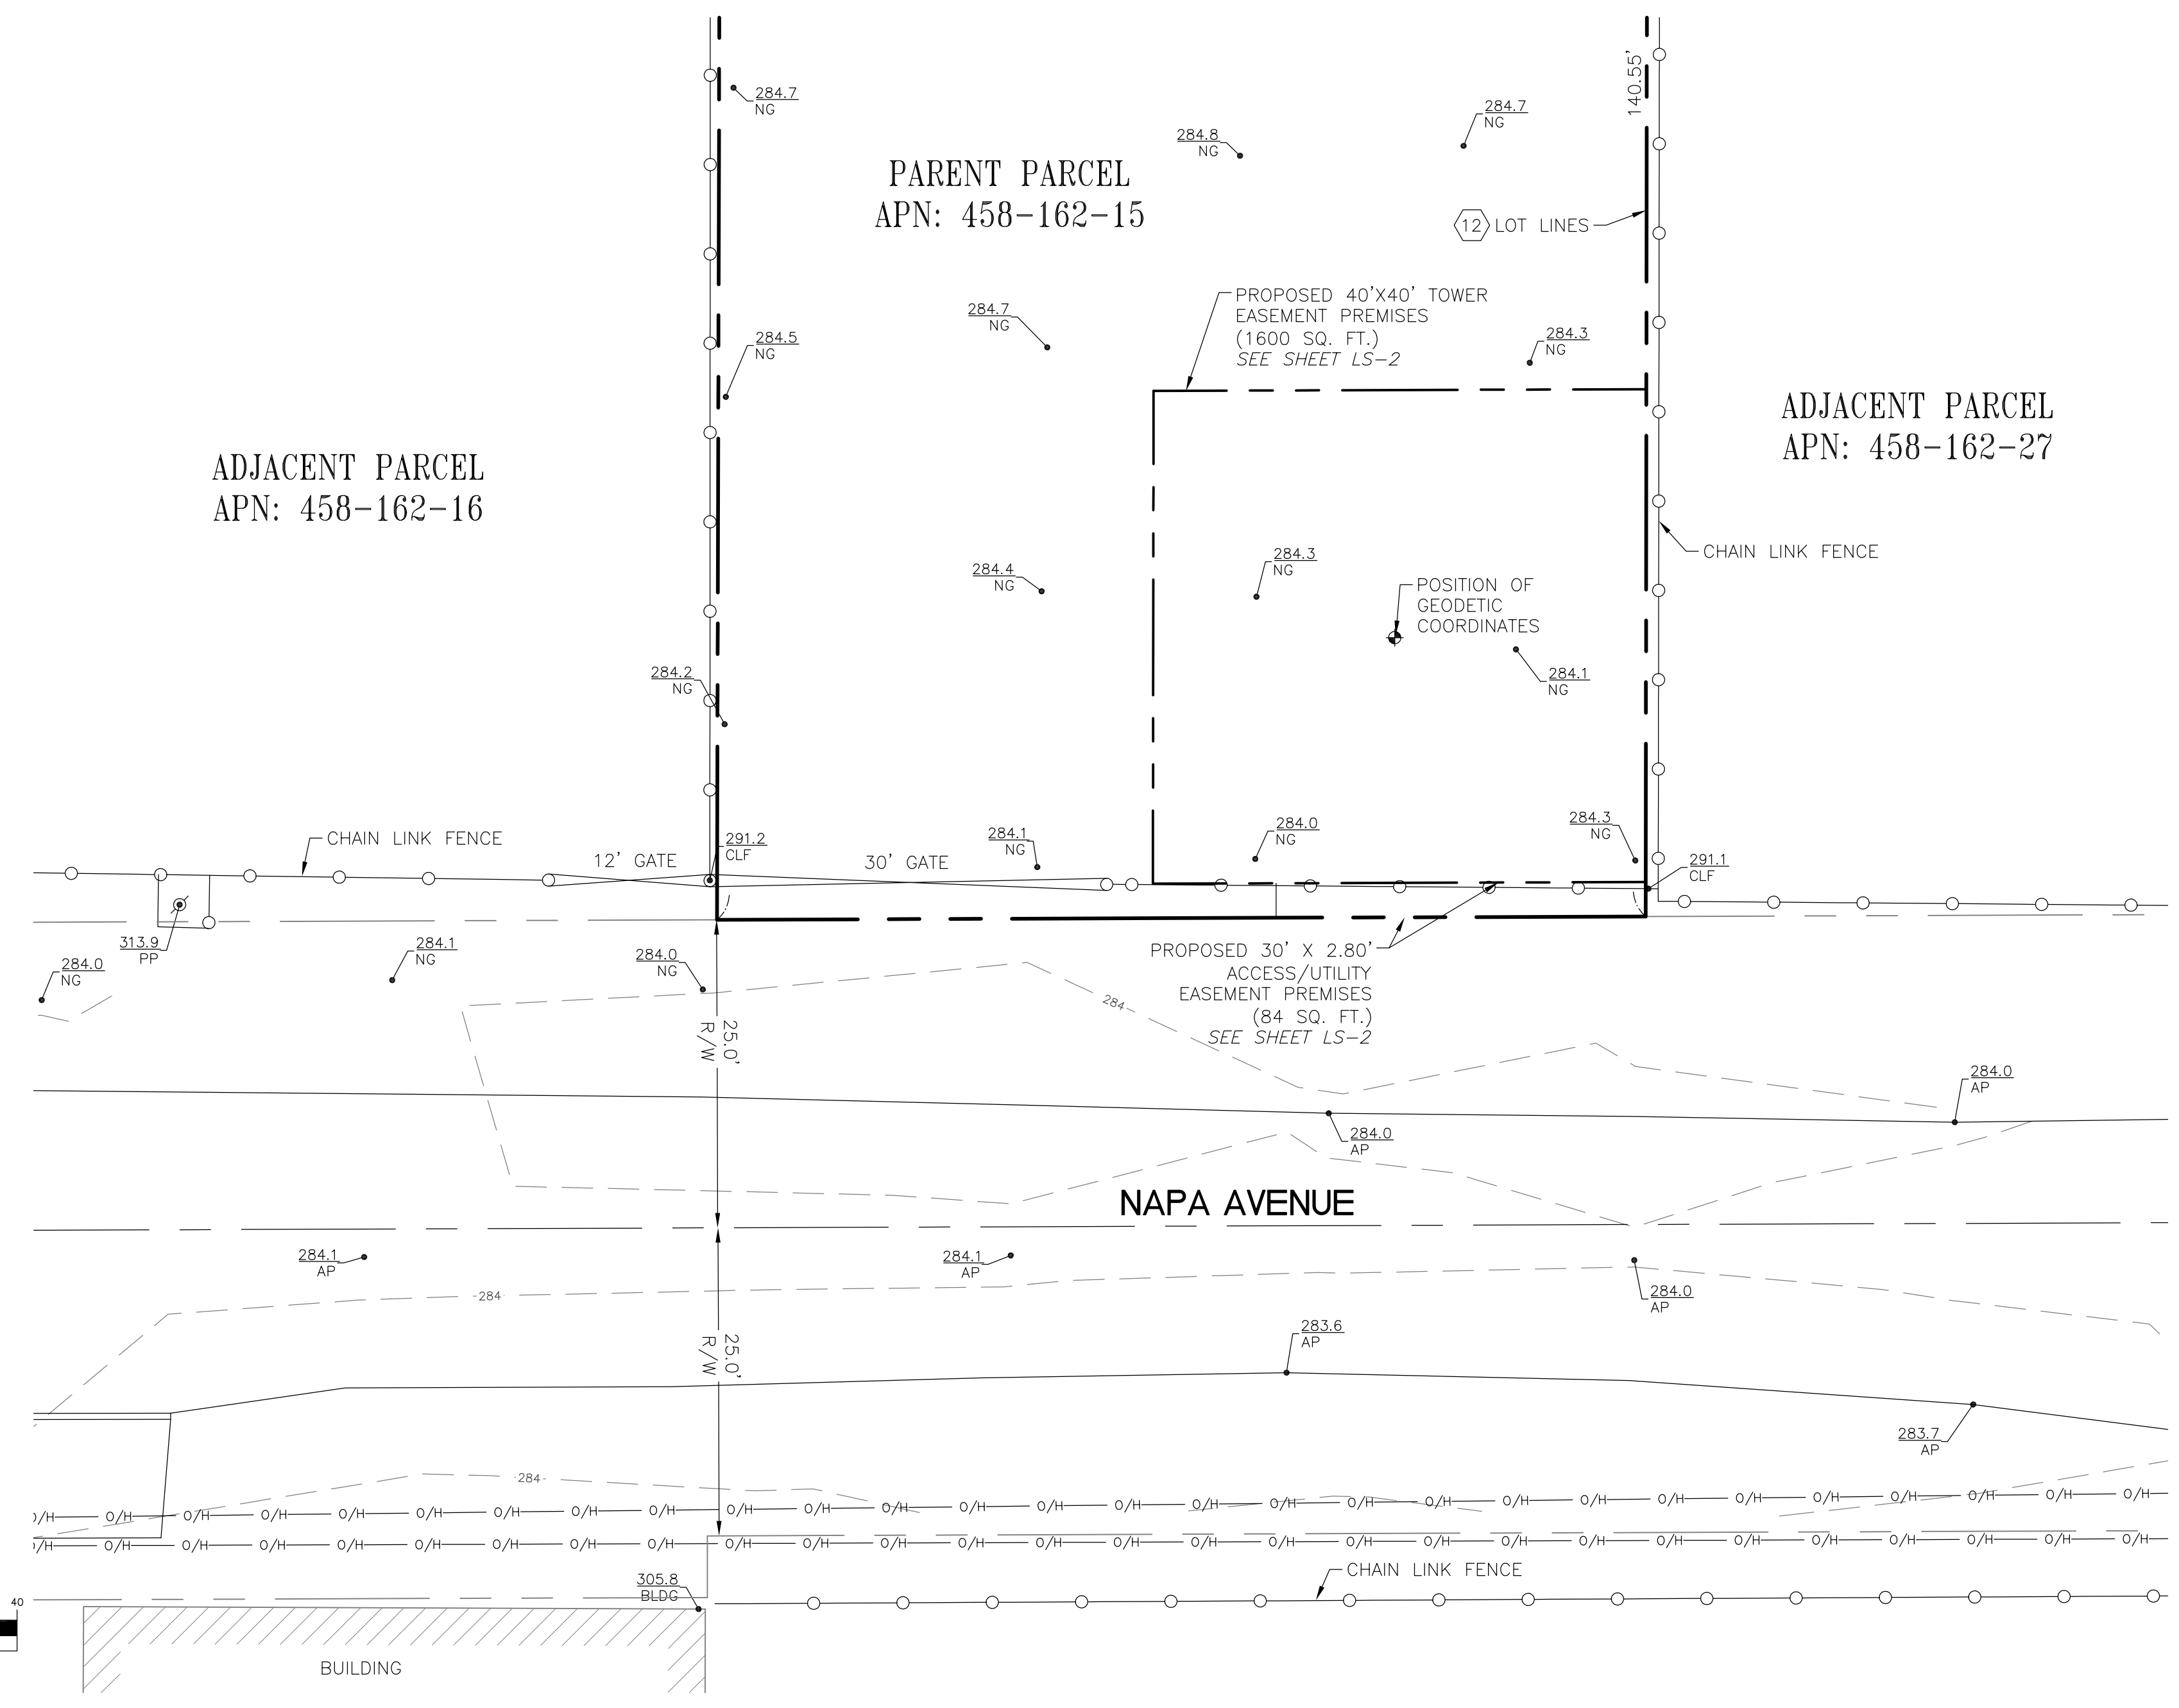 284.7
NG
140.55'
284.7
NG
284.8
NG
PARENT PARCEL
APN: 458-162-15
12 LOT LINES
PROPOSED 40'X40' TOWER
EASEMENT PREMISES
(1600 SQ. FT.)
SEE SHEET LS-2
284.7
NG
284.5
NG
284.3
NG
ADJACENT PARCEL
APN: 458-162-27
ADJACENT PARCEL
APN: 458-162-16
CHAIN LINK FENCE
284.4
NG
284.3
NG
POSITION OF
GEODETIC
COORDINATES
284.2
NG
284.1
NG
CHAIN LINK FENCE
12' GATE
291.2
CLF
30' GATE
284.1
NG
284.0
NG
284.3
NG
291.1
CLF
313.9
PP
284.0
NG
284.1
NG
284.0
NG
PROPOSED 30' X 2.80'
ACCESS/UTILITY
EASEMENT PREMISES
(84 SQ. FT.)
SEE SHEET LS-2
284
25.0'
R/W
284.0
AP
284.0
AP
NAPA AVENUE
284.1
AP
284.1
AP
284.0
AP
284
25.0'
R/W
283.6
AP
283.7
AP
284
O/H O/H O/H O/H O/H O/H O/H O/H O/H O/H O/H O/H O/H O/H O/H O/H O/H O/H O/H O/H O/H O/H O/H O/H O/H O/H O/H O/H
O/H O/H O/H O/H O/H O/H O/H O/H O/H O/H O/H O/H O/H O/H O/H O/H O/H O/H O/H O/H O/H O/H O/H O/H O/H O/H O/H O/H
CHAIN LINK FENCE
305.8
BLDG
40
BUILDING